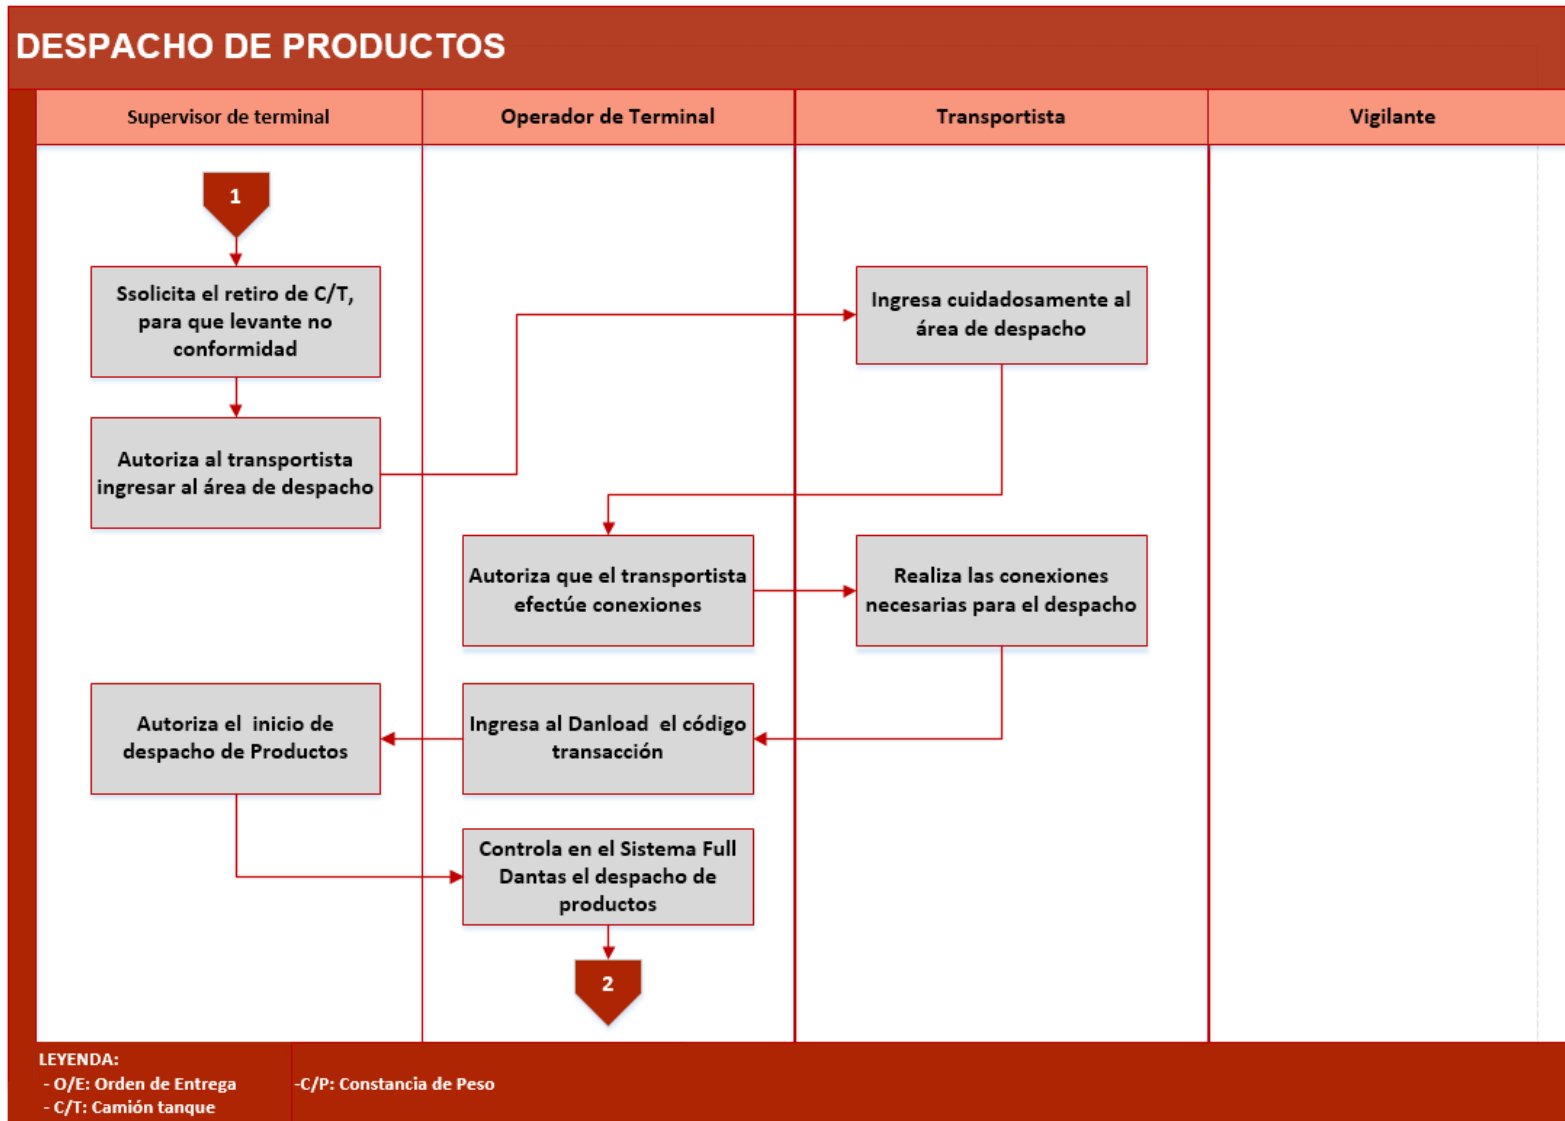 DESPACHO DE PRODUCTOS
Supervisor de terminal
Operador de Terminal
Transportista
Vigilante
1
Ssolicita el retiro de C/T,
para que levante no
conformidad
Ingresa cuidadosamente al
área de despacho
Autoriza al transportista
ingresar al área de despacho
Autoriza que el transportista
efectúe conexiones
Realiza las conexiones
necesarias para el despacho
Autoriza el inicio de
despacho de Productos
Ingresa al Danload el código
transacción
Controla en el Sistema Full
Dantas el despacho de
productos
2
LEYENDA:
- O/E: Orden de Entrega
- C/T: Camión tanque
-C/P: Constancia de Peso